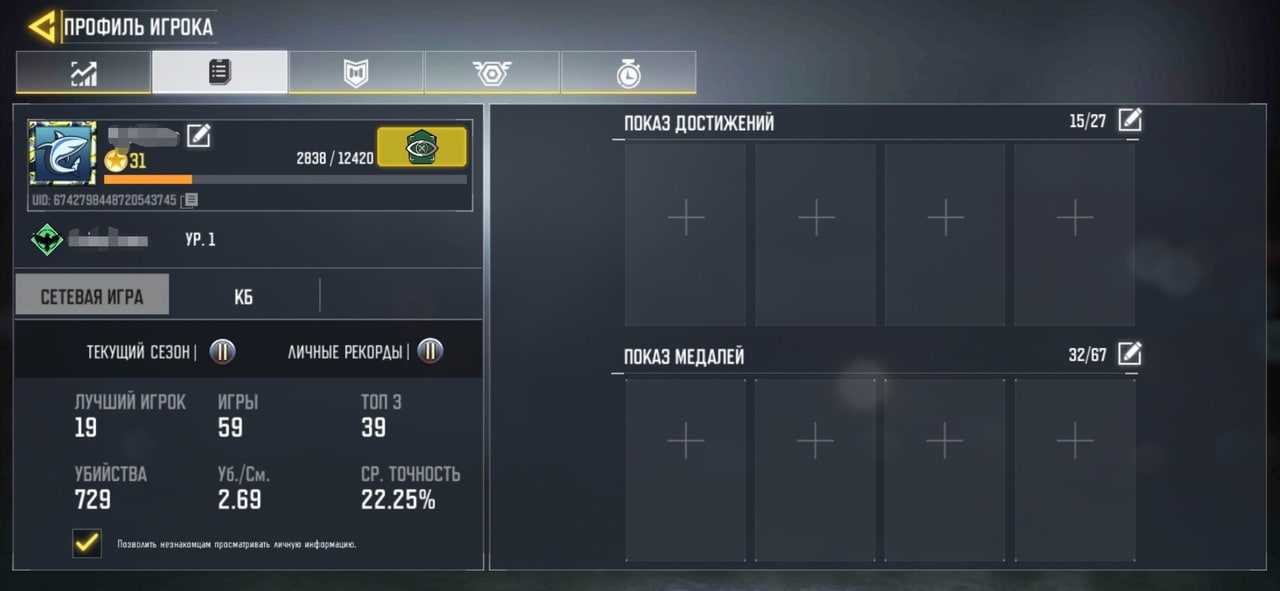 ПРОФИЛЬ ИГРОКА
31
2838 / 12420
UID: 6742798448720543745
УР. 1
СЕТЕВАЯ ИГРА
КБ
ТЕКУЩИЙ СЕЗОН |
ЛИЧНЫЕ РЕКОРДЫ |
ЛУЧШИЙ ИГРОК ИГРЫ ТОП 3
19 59 39
УБИЙСТВА Уб./См. СР. ТОЧНОСТЬ
729 2.69 22.25%
Позволить незнакомцам просматривать личную информацию.
ПОКАЗ ДОСТИЖЕНИЙ 15/27
ПОКАЗ МЕДАЛЕЙ 32/67